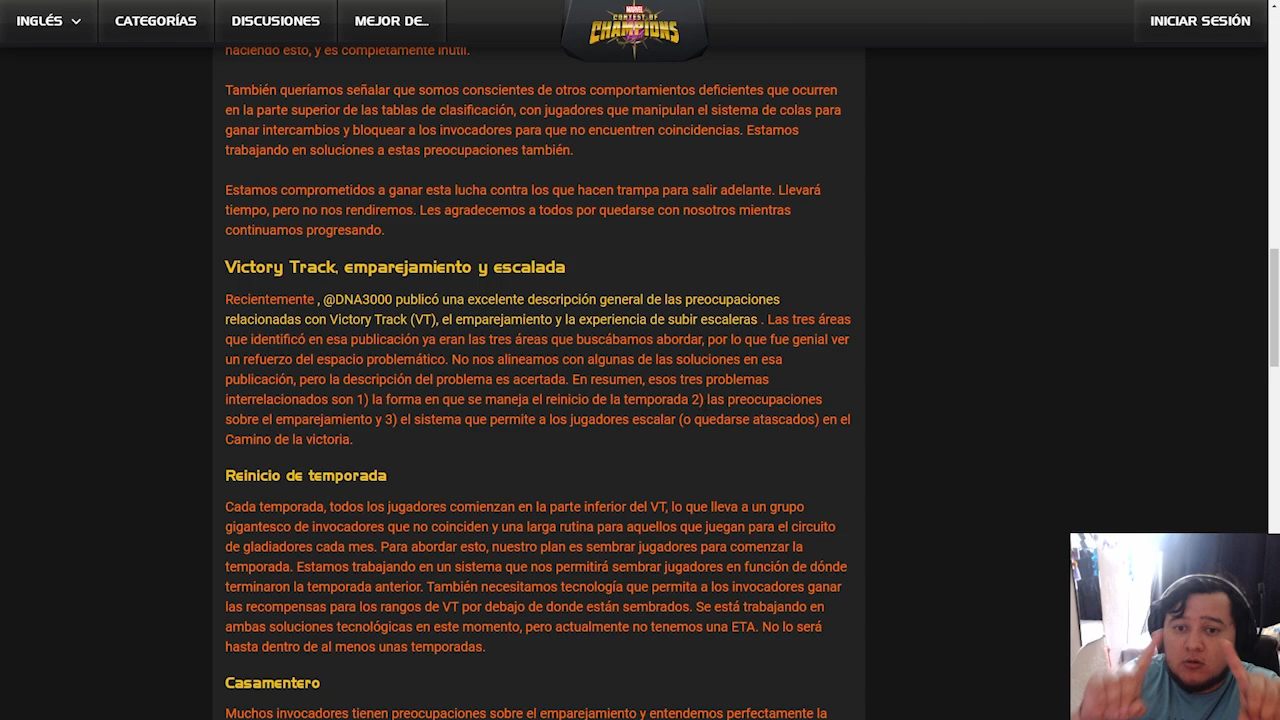 INGLÉS
CATEGORÍAS
DISCUSIONES
MEJOR DE...
MARVEL
CONTEST OF
CHAMPIONS
INICIAR SESIÓN
haciendo esto, y es completamente inútil.
También queríamos señalar que somos conscientes de otros comportamientos deficientes que ocurren
en la parte superior de las tablas de clasificación, con jugadores que manipulan el sistema de colas para
ganar intercambios y bloquear a los invocadores para que no encuentren coincidencias. Estamos
trabajando en soluciones a estas preocupaciones también.
Estamos comprometidos a ganar esta lucha contra los que hacen trampa para salir adelante. Llevará
tiempo, pero no nos rendiremos. Les agradecemos a todos por quedarse con nosotros mientras
continuamos progresando.
Victory Track, emparejamiento y escalada
Recientemente , @DNA3000 publicó una excelente descripción general de las preocupaciones
relacionadas con Victory Track (VT), el emparejamiento y la experiencia de subir escaleras . Las tres áreas
que identificó en esa publicación ya eran las tres áreas que buscábamos abordar, por lo que fue genial ver
un refuerzo del espacio problemático. No nos alineamos con algunas de las soluciones en esa
publicación, pero la descripción del problema es acertada. En resumen, esos tres problemas
interrelacionados son 1) la forma en que se maneja el reinicio de la temporada 2) las preocupaciones
sobre el emparejamiento y 3) el sistema que permite a los jugadores escalar (o quedarse atascados) en el
Camino de la victoria.
Reinicio de temporada
Cada temporada, todos los jugadores comienzan en la parte inferior del VT, lo que lleva a un grupo
gigantesco de invocadores que no coinciden y una larga rutina para aquellos que juegan para el circuito
de gladiadores cada mes. Para abordar esto, nuestro plan es sembrar jugadores para comenzar la
temporada. Estamos trabajando en un sistema que nos permitirá sembrar jugadores en función de dónde
terminaron la temporada anterior. También necesitamos tecnología que permita a los invocadores ganar
las recompensas para los rangos de VT por debajo de donde están sembrados. Se está trabajando en
ambas soluciones tecnológicas en este momento, pero actualmente no tenemos una ETA. No lo será
hasta dentro de al menos unas temporadas.
Casamentero
Muchos invocadores tienen preocupaciones sobre el emparejamiento y entendemos perfectamente la